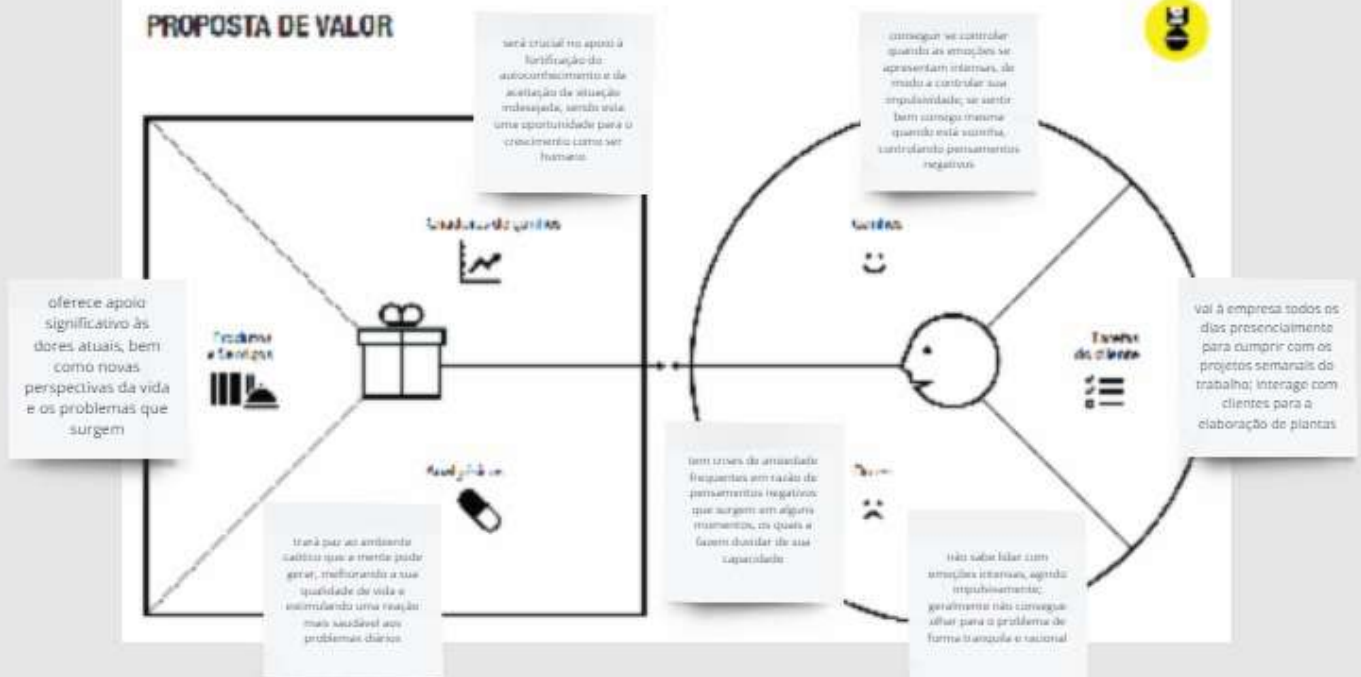 PROPOSTA DE VALOR
será crucial no apoio à
fortificação do
autoconhecimento e da
aceitação da situação
indesejada, sendo esta
uma oportunidade para o
crescimento como ser
humano
conseguir se controlar
quando as emoções se
apresentam intensas, de
modo a controlar sua
impulsividade; se sentir
bem consigo mesma
quando está sozinha,
controlando pensamentos
negativos
Ganhos
oferece apoio
significativo às
dores atuais, bem
como novas
perspectivas da vida
e os problemas que
surgem
Produtos
e Serviços
Tarefas
do cliente
vai à empresa todos os
dias presencialmente
para cumprir com os
projetos semanais do
trabalho; interage com
clientes para a
elaboração de plantas
tem crises de ansiedade
frequentes em razão de
pensamentos negativos
que surgem em alguns
momentos, os quais a
fazem duvidar de sua
capacidade
trará paz ao ambiente
caótico que a mente pode
gerar, melhorando a sua
qualidade de vida e
estimulando uma reação
mais saudável aos
problemas diários
não sabe lidar com
emoções intensas, agindo
impulsivamente;
geralmente não consegue
olhar para o problema de
forma tranquila e racional